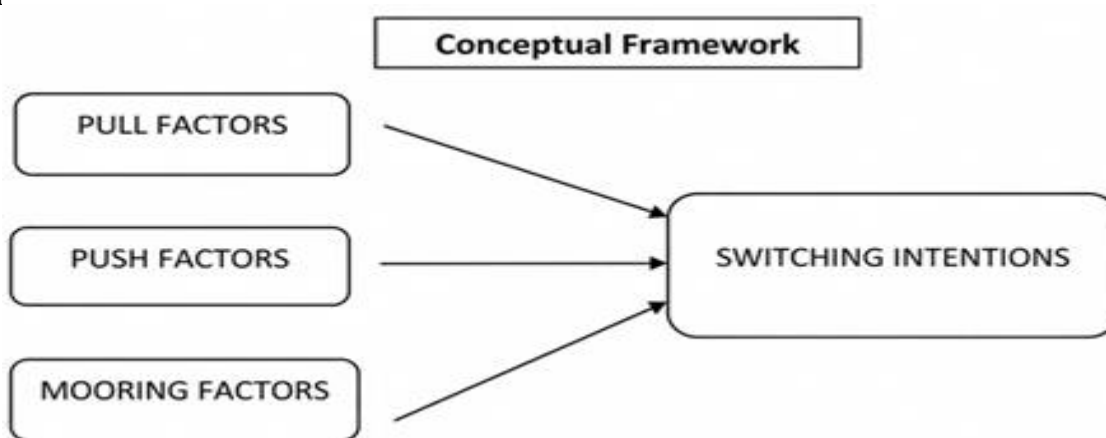 Conceptual Framework
PULL FACTORS
PUSH FACTORS
SWITCHING INTENTIONS
MOORING FACTORS